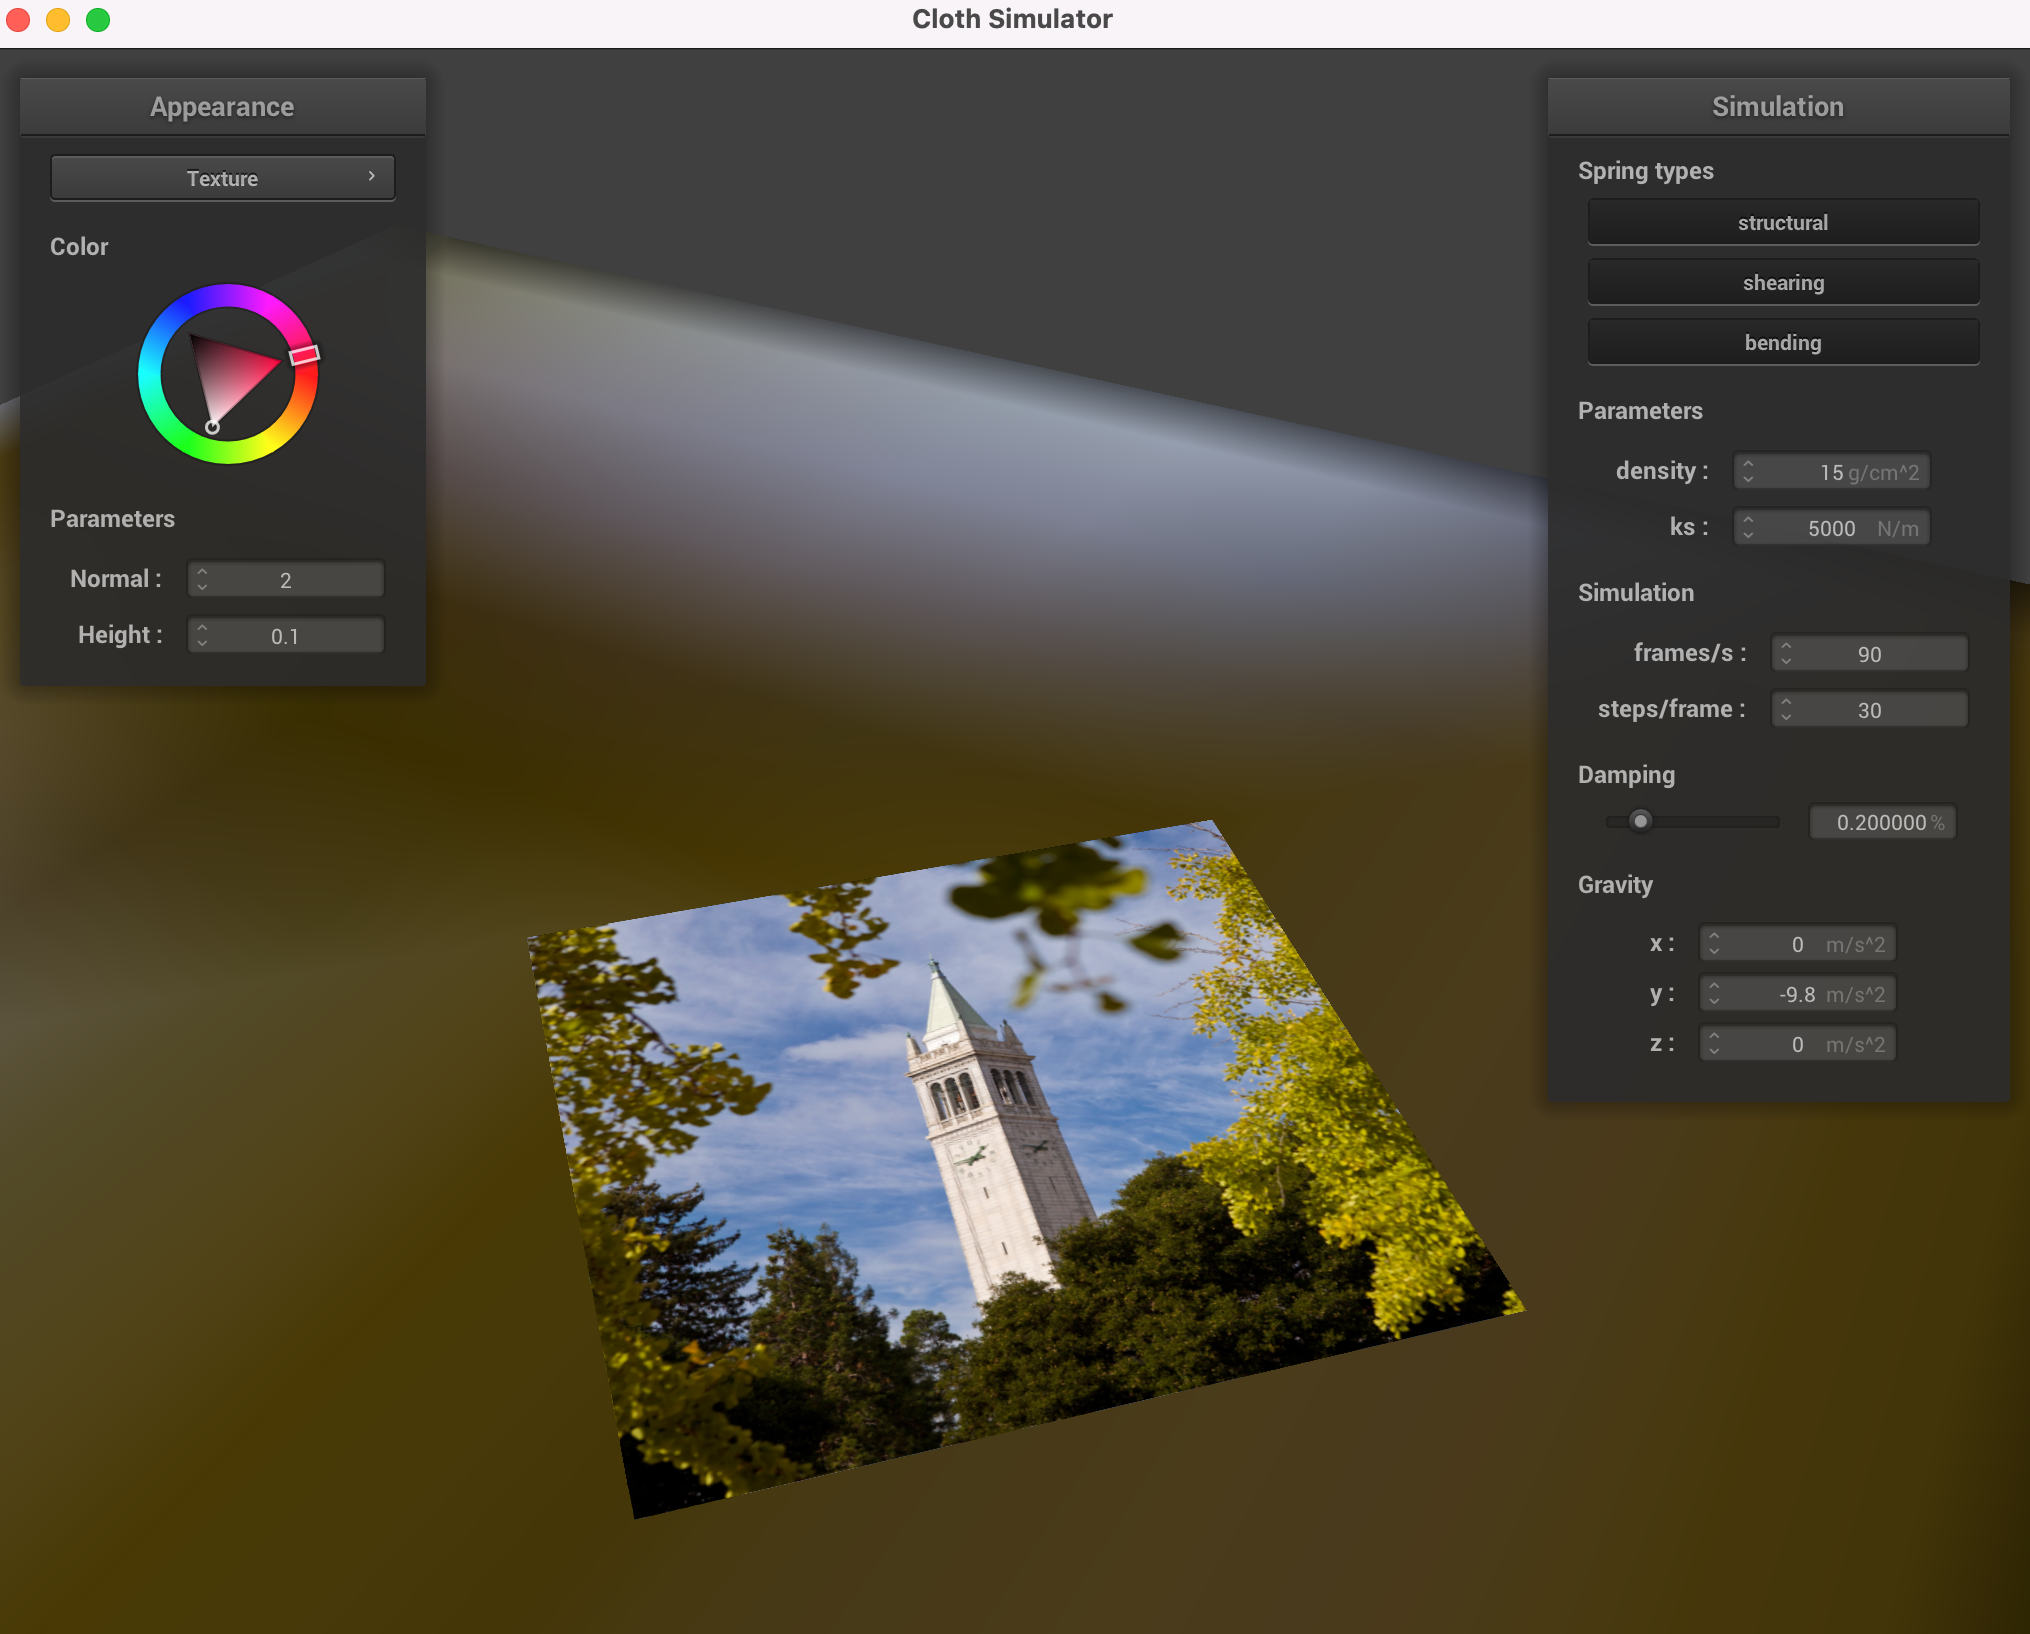 Cloth Simulator
Appearance
Texture
Color
Parameters
Normal : 2
Height : 0.1
Simulation
Spring types
structural
shearing
bending
Parameters
density : 15 g/cm^2
ks : 5000 N/m
Simulation
frames/s : 90
steps/frame : 30
Damping
0.200000 %
Gravity
x : 0 m/s^2
y : -9.8 m/s^2
z : 0 m/s^2